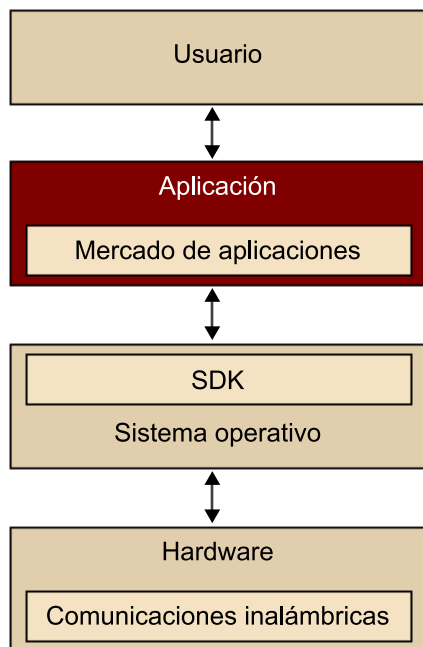 Usuario
Aplicación
Mercado de aplicaciones
SDK
Sistema operativo
Hardware
Comunicaciones inalámbricas